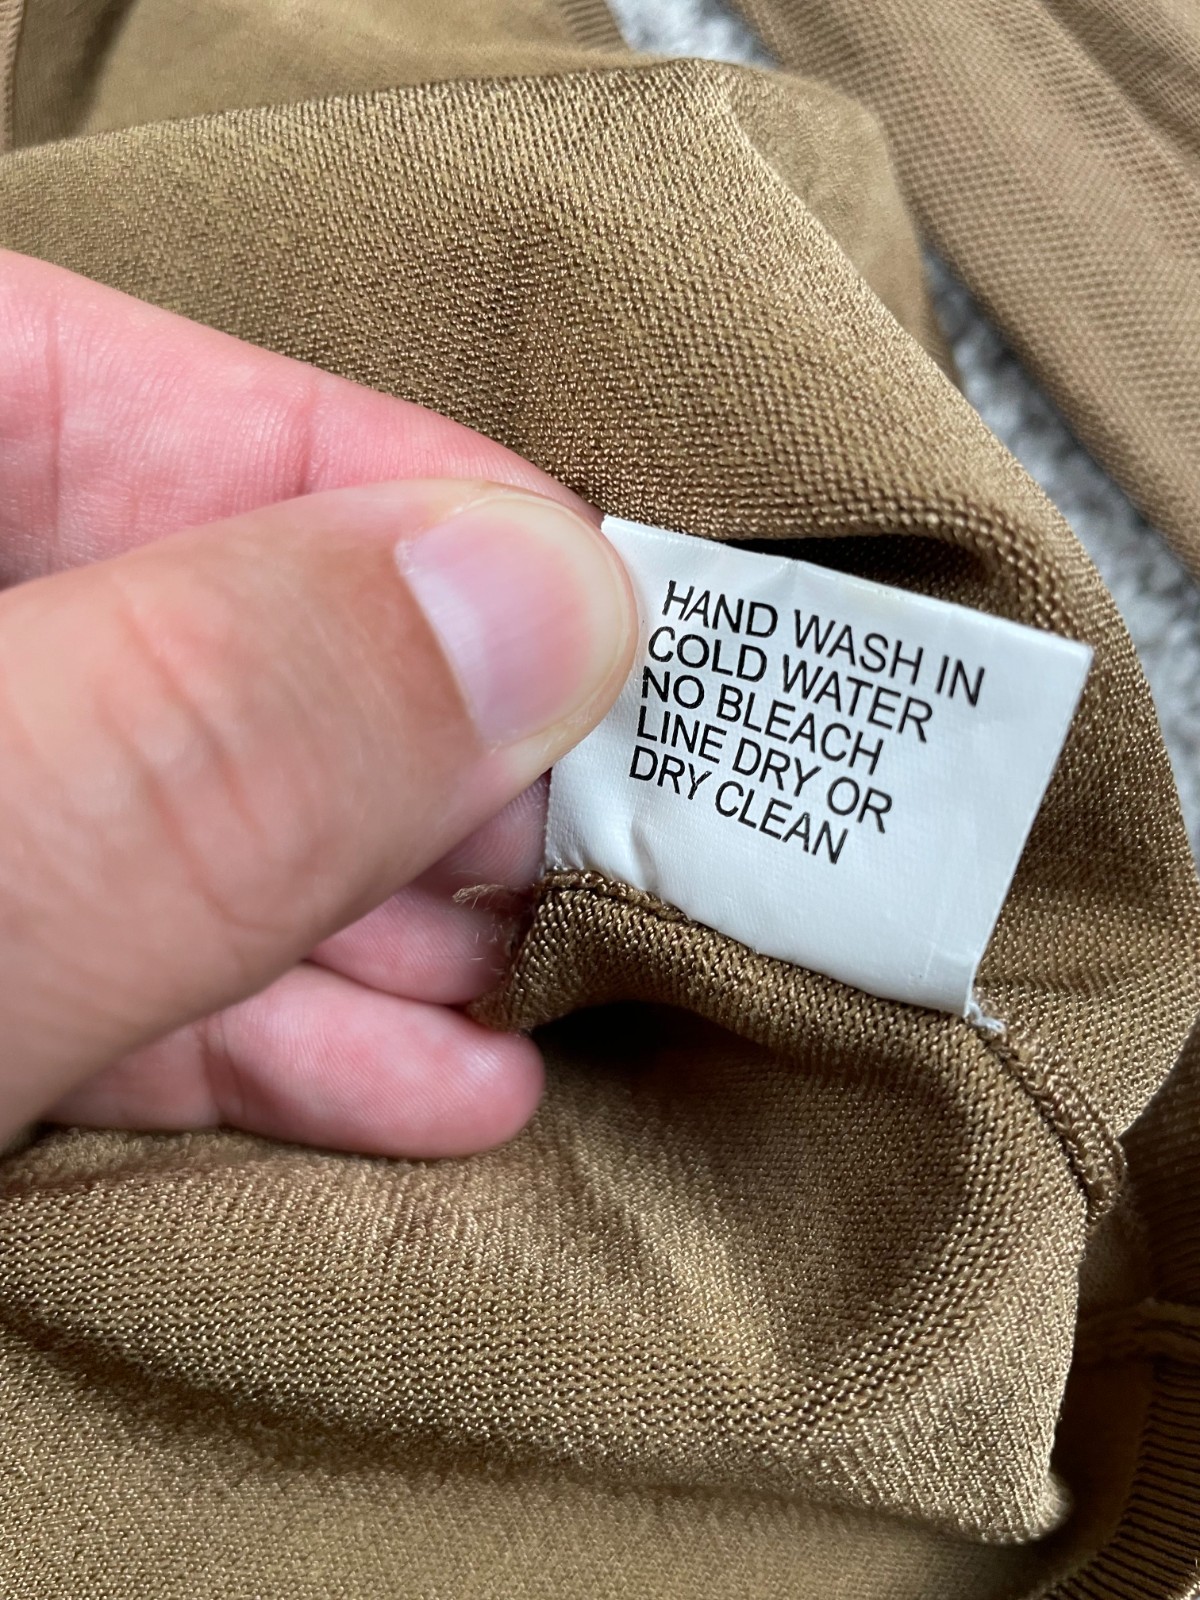 HAND WASH IN
COLD WATER
NO BLEACH
LINE DRY OR
DRY CLEAN